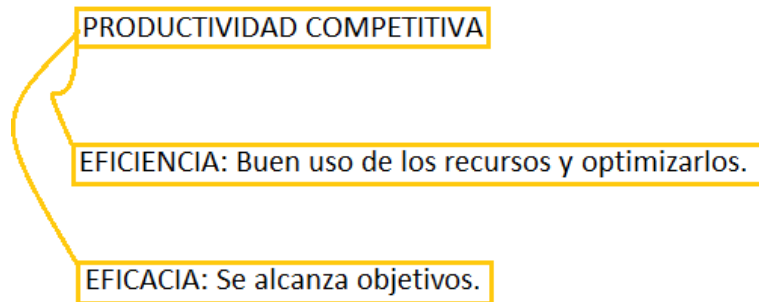 PRODUCTIVIDAD COMPETITIVA
EFICIENCIA: Buen uso de los recursos y optimizarlos.
EFICACIA: Se alcanza objetivos.